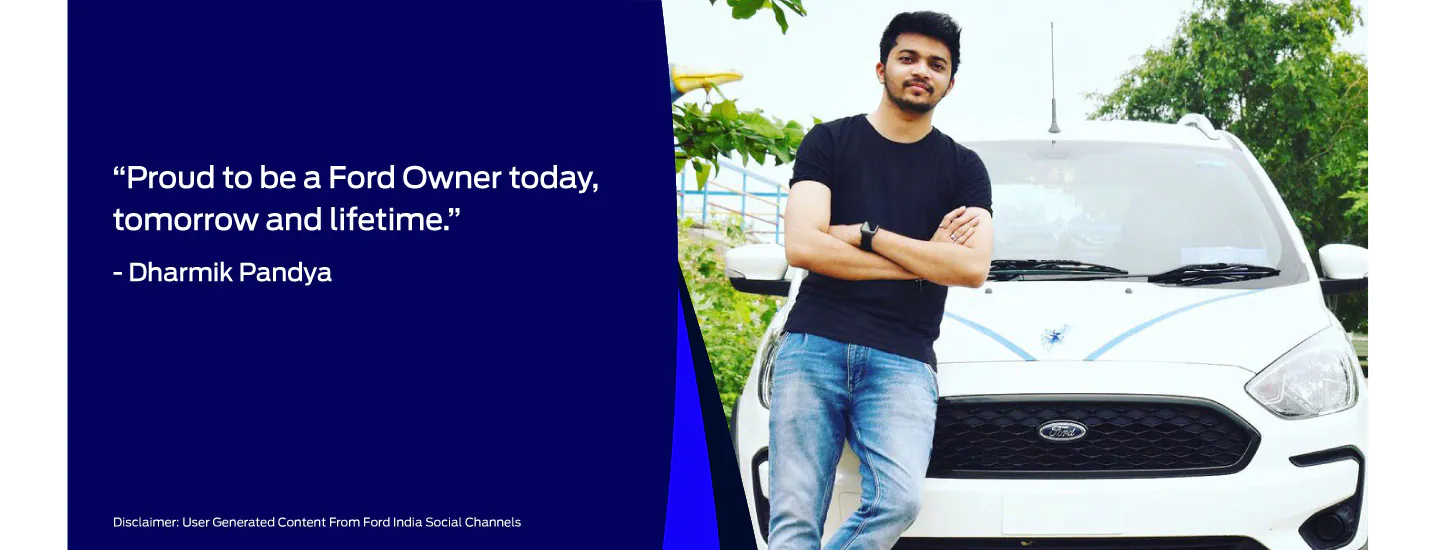 “Proud to be a Ford Owner today,
tomorrow and lifetime.”
- Dharmik Pandya
Ford
Disclaimer: User Generated Content From Ford India Social Channels